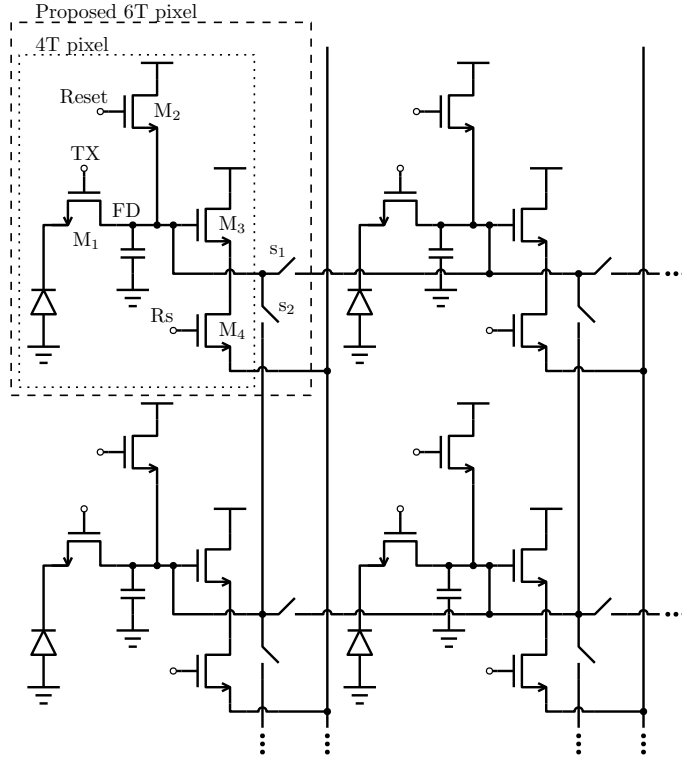 Proposed 6T pixel
4T pixel
Reset
M2
TX
FD
M3
M1
s1
s2
Rs
M4